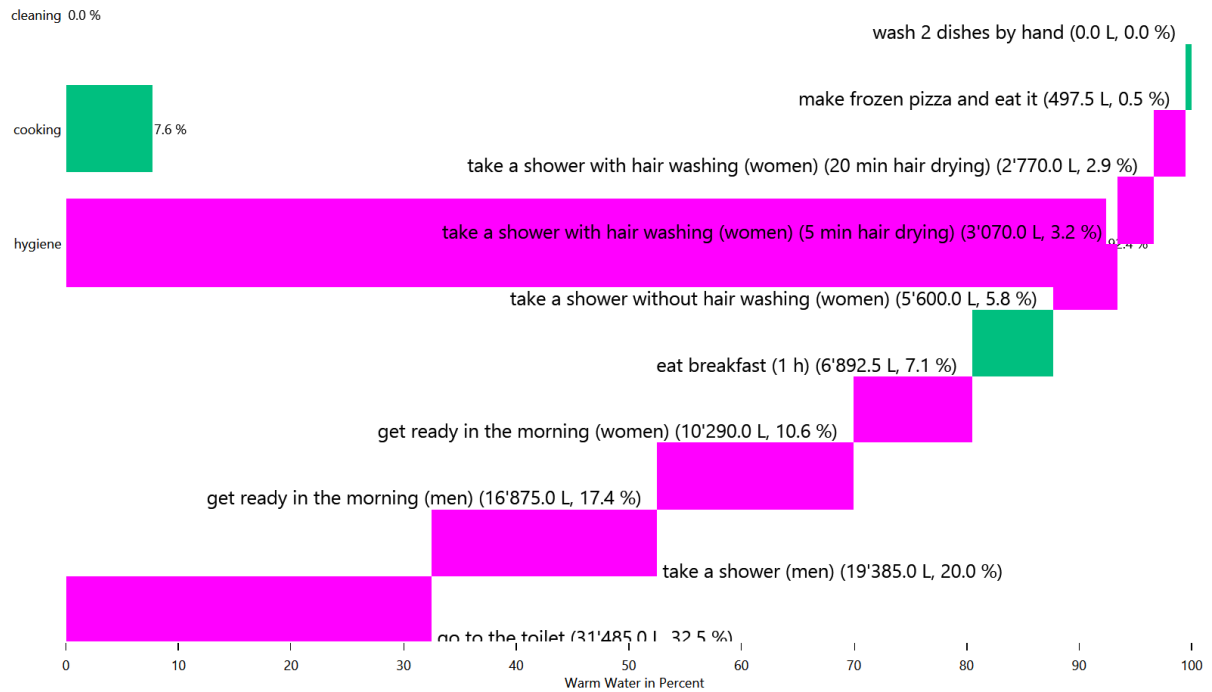 cleaning 0.0 %
wash 2 dishes by hand (0.0 L, 0.0 %)
make frozen pizza and eat it (497.5 L, 0.5 %)
cooking 7.6 %
take a shower with hair washing (women) (20 min hair drying) (2'770.0 L, 2.9 %)
take a shower with hair washing (women) (5 min hair drying) (3'070.0 L, 3.2 %)
hygiene 92.4 %
take a shower without hair washing (women) (5'600.0 L, 5.8 %)
eat breakfast (1 h) (6'892.5 L, 7.1 %)
get ready in the morning (women) (10'290.0 L, 10.6 %)
get ready in the morning (men) (16'875.0 L, 17.4 %)
take a shower (men) (19'385.0 L, 20.0 %)
go to the toilet (31'485.0 L, 32.5 %)
0 10 20 30 40 50 60 70 80 90 100
Warm Water in Percent